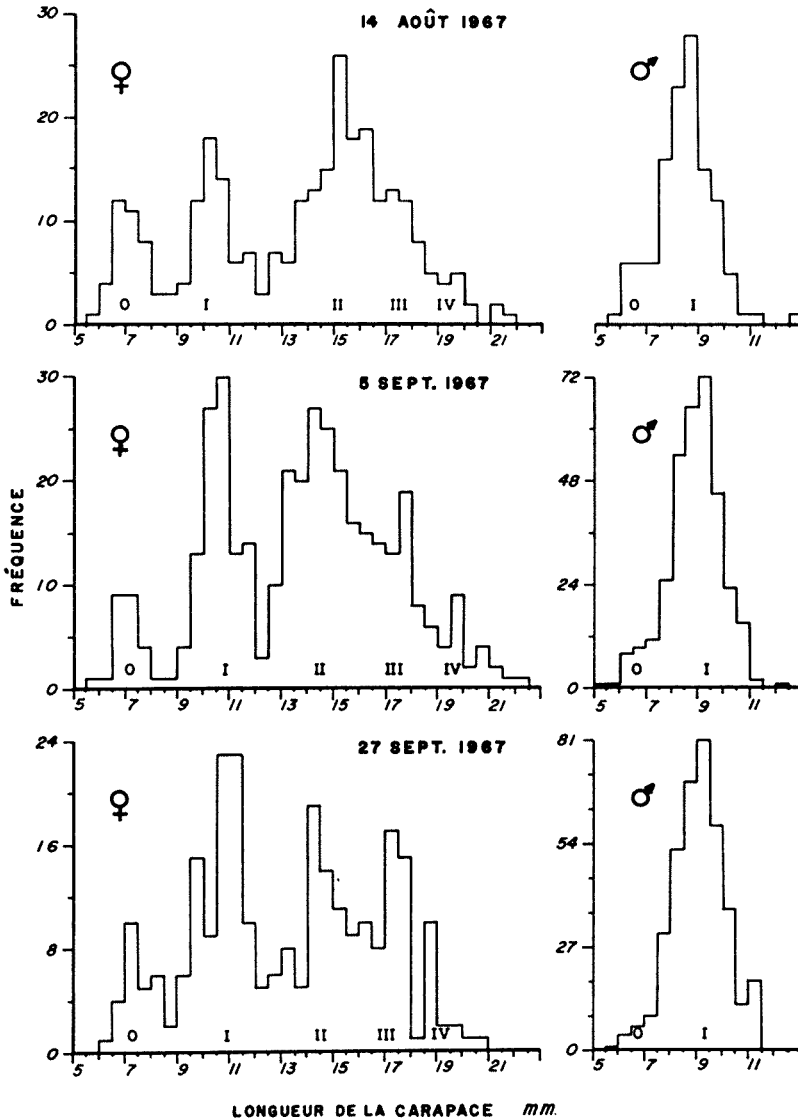 14 AOÛT 1967
♀
♂
30
20
10
0
O I II III IV
O I
5 7 9 11 13 15 17 19 21
7 9 11
5 SEPT. 1967
♀
♂
30
20
10
0
72
48
24
0
O I II III IV
O I
5 7 9 11 13 15 17 19 21
5 7 9 11
FRÉQUENCE
27 SEPT. 1967
♀
♂
24
16
8
0
81
54
27
0
O I II III IV
O I
5 7 9 11 13 15 17 19 21
5 7 9 11
LONGUEUR DE LA CARAPACE mm.